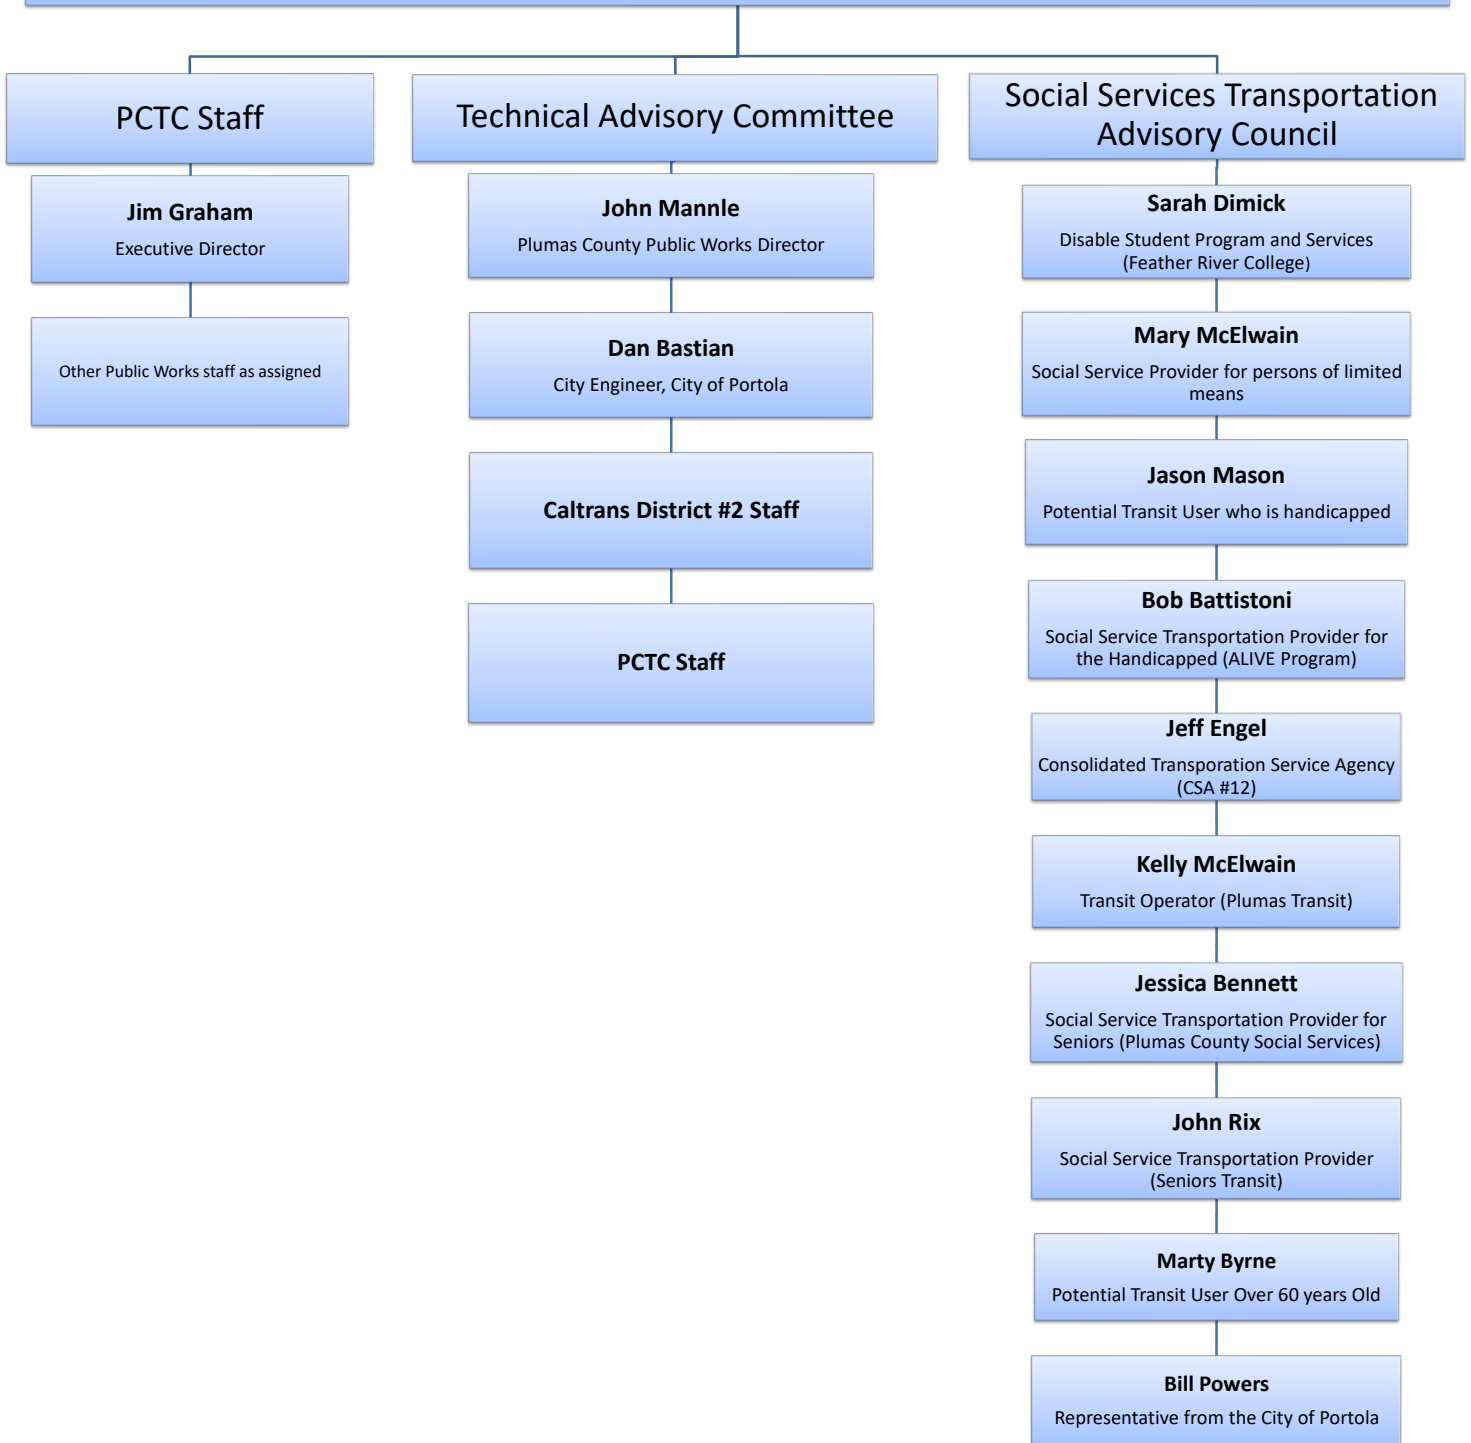 PCTC Staff
Jim Graham
Executive Director
Other Public Works staff as assigned
Technical Advisory Committee
John Mannle
Plumas County Public Works Director
Dan Bastian
City Engineer, City of Portola
Caltrans District #2 Staff
PCTC Staff
Social Services Transportation
Advisory Council
Sarah Dimick
Disable Student Program and Services
(Feather River College)
Mary McElwain
Social Service Provider for persons of limited
means
Jason Mason
Potential Transit User who is handicapped
Bob Battistoni
Social Service Transportation Provider for
the Handicapped (ALIVE Program)
Jeff Engel
Consolidated Transporation Service Agency
(CSA #12)
Kelly McElwain
Transit Operator (Plumas Transit)
Jessica Bennett
Social Service Transportation Provider for
Seniors (Plumas County Social Services)
John Rix
Social Service Transportation Provider
(Seniors Transit)
Marty Byrne
Potential Transit User Over 60 years Old
Bill Powers
Representative from the City of Portola